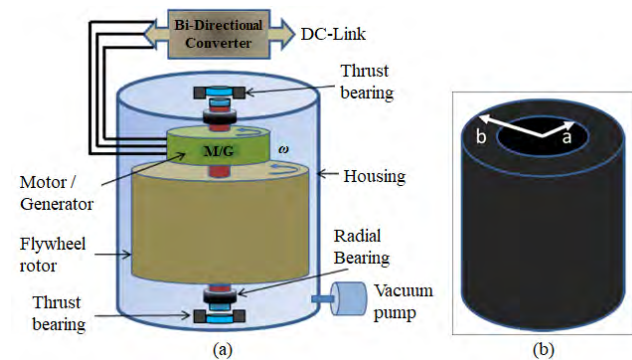 Bi-Directional
Converter
DC-Link
Thrust
bearing
M/G
ω
Motor /
Generator
Housing
Flywheel
rotor
Radial
Bearing
Thrust
bearing
Vacuum
pump
(a)
b
a
(b)